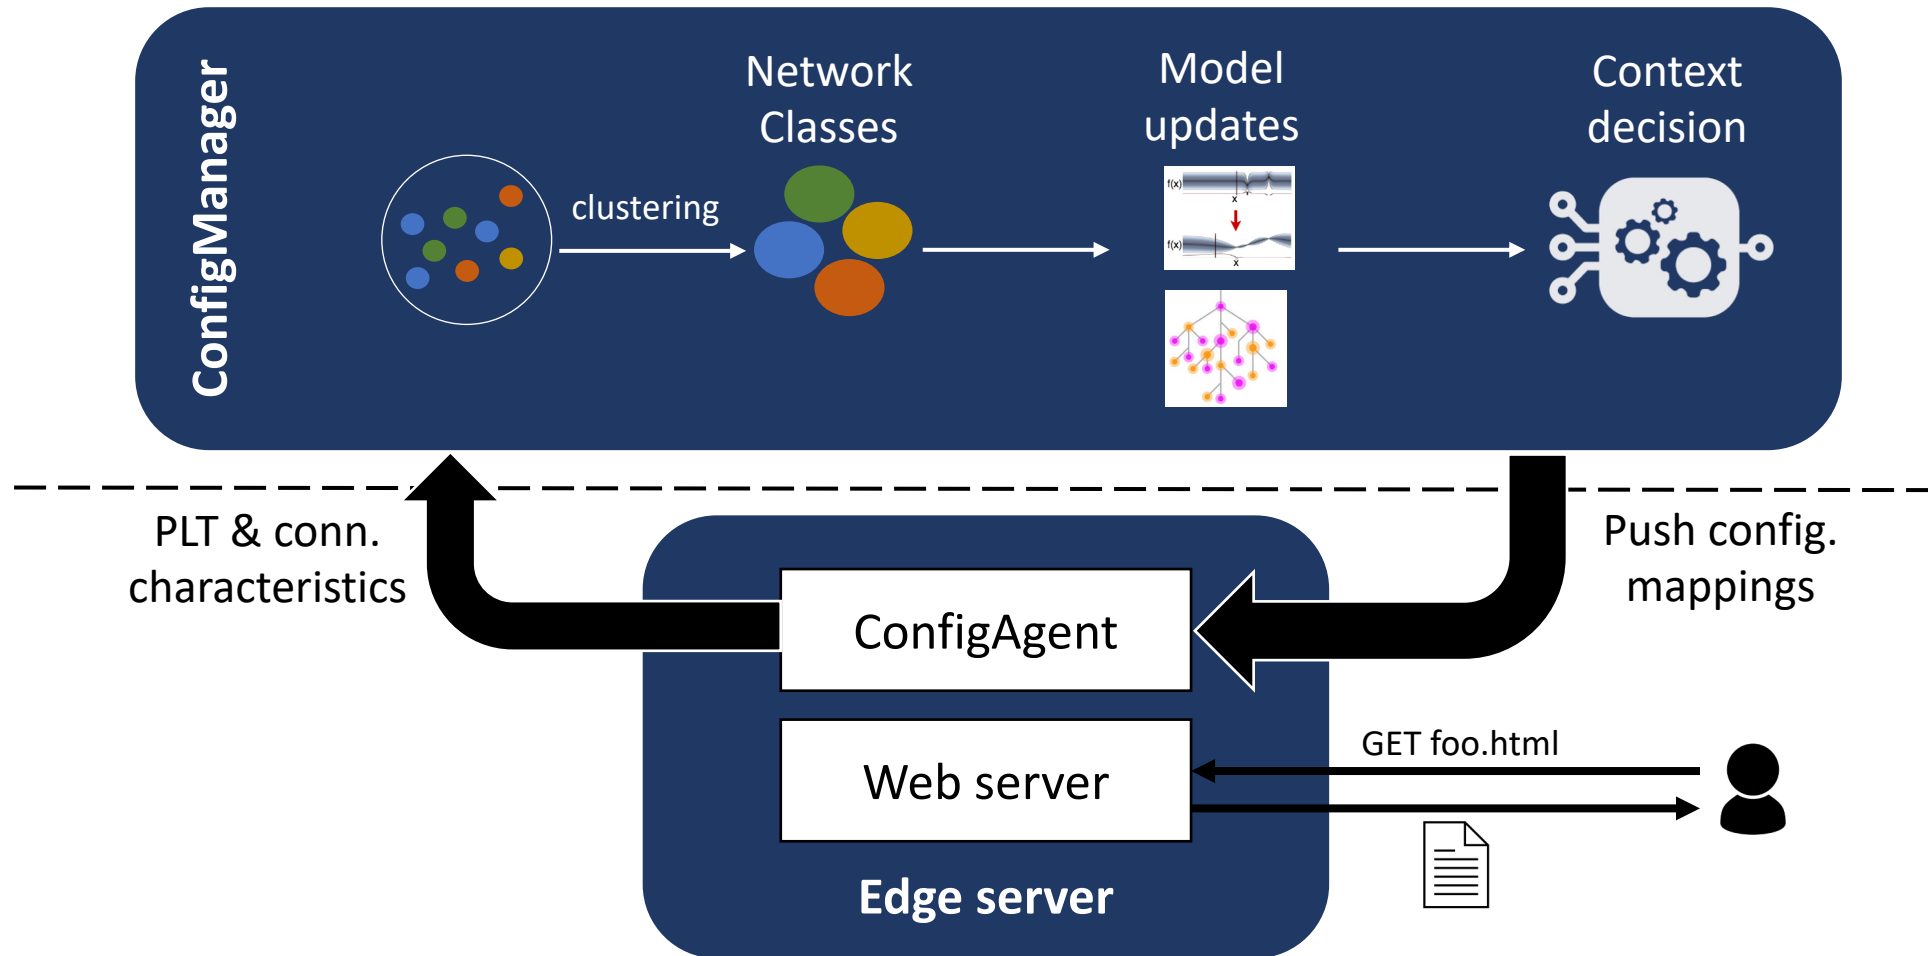 ConfigManager
Network
Classes
Model
updates
Context
decision
clustering
f(x)
x
f(x)
x
PLT & conn.
characteristics
Push config.
mappings
ConfigAgent
Web server
GET foo.html
Edge server